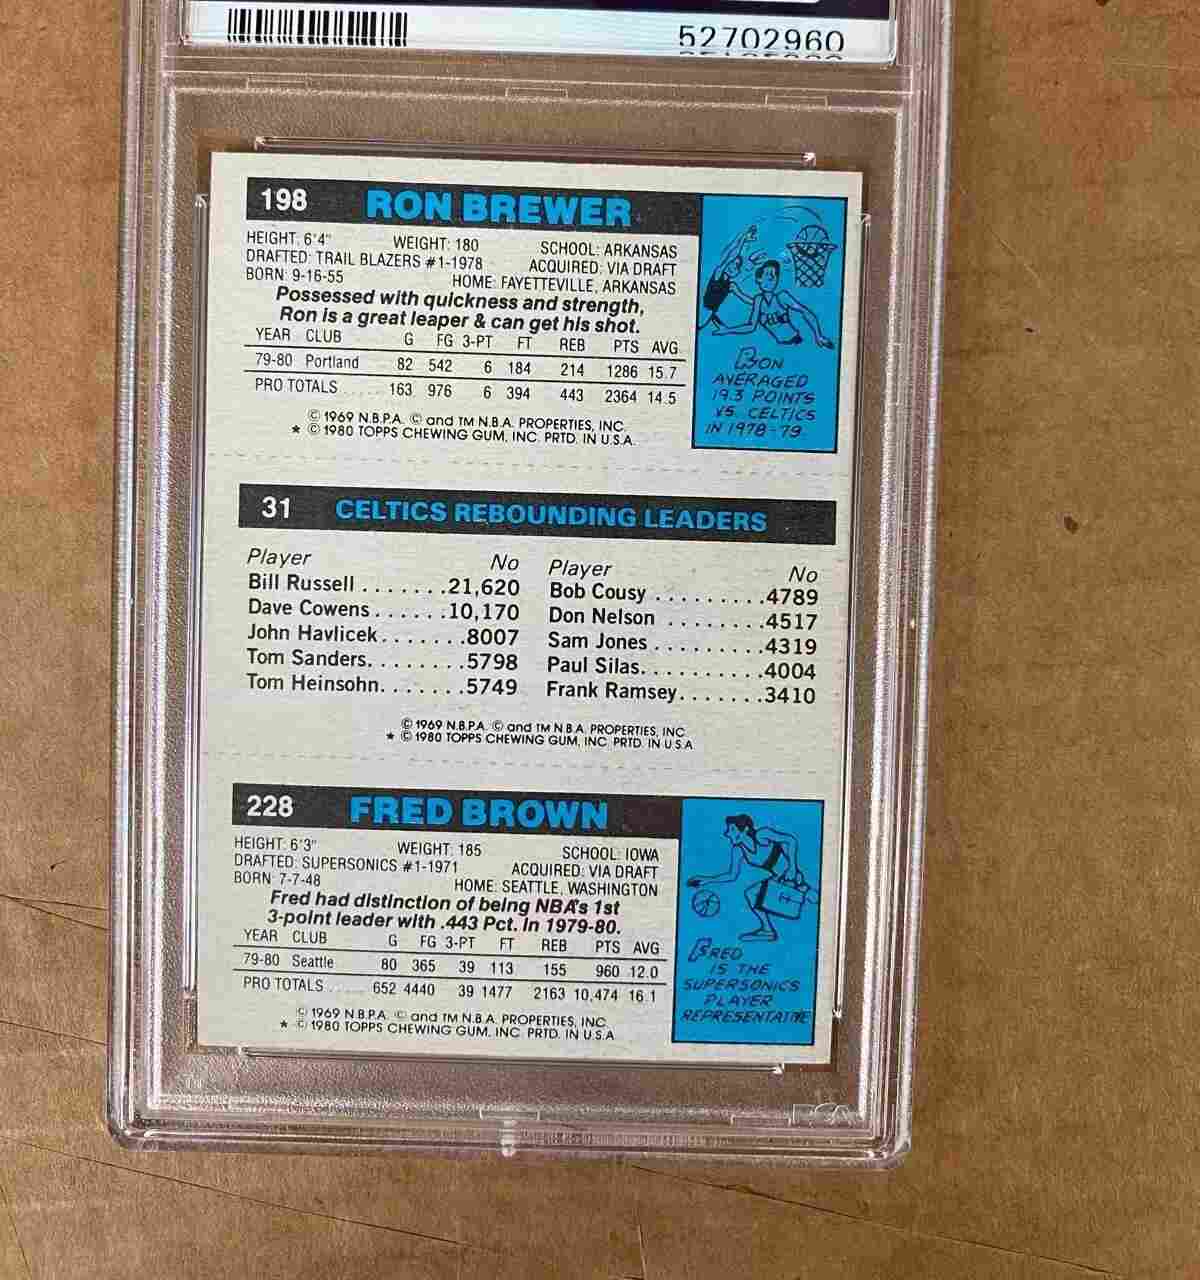 52702960
198 RON BREWER
HEIGHT: 6'4" WEIGHT: 180 SCHOOL: ARKANSAS
DRAFTED: TRAIL BLAZERS #1-1978 ACQUIRED: VIA DRAFT
BORN: 9-16-55 HOME: FAYETTEVILLE, ARKANSAS
Possessed with quickness and strength,
Ron is a great leaper & can get his shot.
YEAR CLUB G FG 3-PT FT REB PTS AVG
79-80 Portland 82 542 6 184 214 1286 15.7
PRO TOTALS ..... 163 976 6 394 443 2364 14.5
© 1969 N.B.P.A. © and TM N.B.A. PROPERTIES, INC.
* © 1980 TOPPS CHEWING GUM, INC. PRTD. IN U.S.A.
RON
AVERAGED
19.3 POINTS
VS. CELTICS
IN 1978-79.
31 CELTICS REBOUNDING LEADERS
Player No Player No
Bill Russell .......21,620 Bob Cousy .........4789
Dave Cowens......10,170 Don Nelson ........4517
John Havlicek.......8007 Sam Jones .........4319
Tom Sanders........5798 Paul Silas..........4004
Tom Heinsohn.......5749 Frank Ramsey.......3410
© 1969 N.B.P.A. © and TM N.B.A. PROPERTIES, INC.
* © 1980 TOPPS CHEWING GUM, INC. PRTD. IN U.S.A.
228 FRED BROWN
HEIGHT: 6'3" WEIGHT: 185 SCHOOL: IOWA
DRAFTED: SUPERSONICS #1-1971 ACQUIRED: VIA DRAFT
BORN: 7-7-48 HOME: SEATTLE, WASHINGTON
Fred had distinction of being NBA's 1st
3-point leader with .443 Pct. in 1979-80.
YEAR CLUB G FG 3-PT FT REB PTS AVG
79-80 Seattle 80 365 39 113 155 960 12.0
PRO TOTALS ..... 652 4440 39 1477 2163 10,474 16.1
© 1969 N.B.P.A. © and TM N.B.A. PROPERTIES, INC.
* © 1980 TOPPS CHEWING GUM, INC. PRTD. IN U.S.A.
FRED
IS THE
SUPERSONICS
PLAYER
REPRESENTATIVE